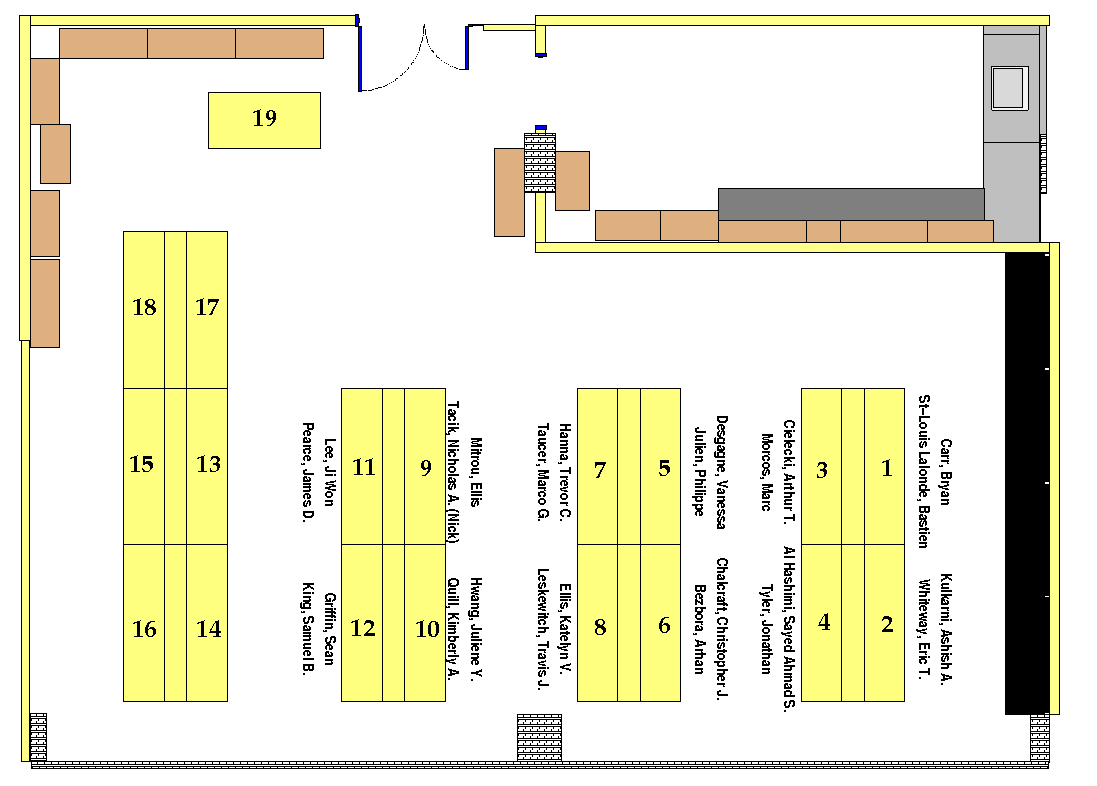 19
18
17
15
13
16
14
Lee, Ji Won
Pearce, James D.
11
9
Mitrou, Ellis
Tacik, Nicholas A. (Nick)
Griffin, Sean
King, Samuel B.
12
10
Hwang, Juliene Y.
Quill, Kimberly A.
Hanna, Trevor C.
Taucer, Marco G.
7
5
Desgagne, Vanessa
Julien, Philippe
Ellis, Katelyn V.
Leskewitch, Travis J.
8
6
Chalcraft, Christopher J.
Bezbora, Arhan
Cielecki, Arthur T.
Morcos, Marc
3
1
Carr, Bryan
St-Louis Lalonde, Bastien
Al Hashimi, Sayed Ahmad S.
Tyler, Jonathan
4
2
Kulkarni, Ashish A.
Whiteway, Eric T.